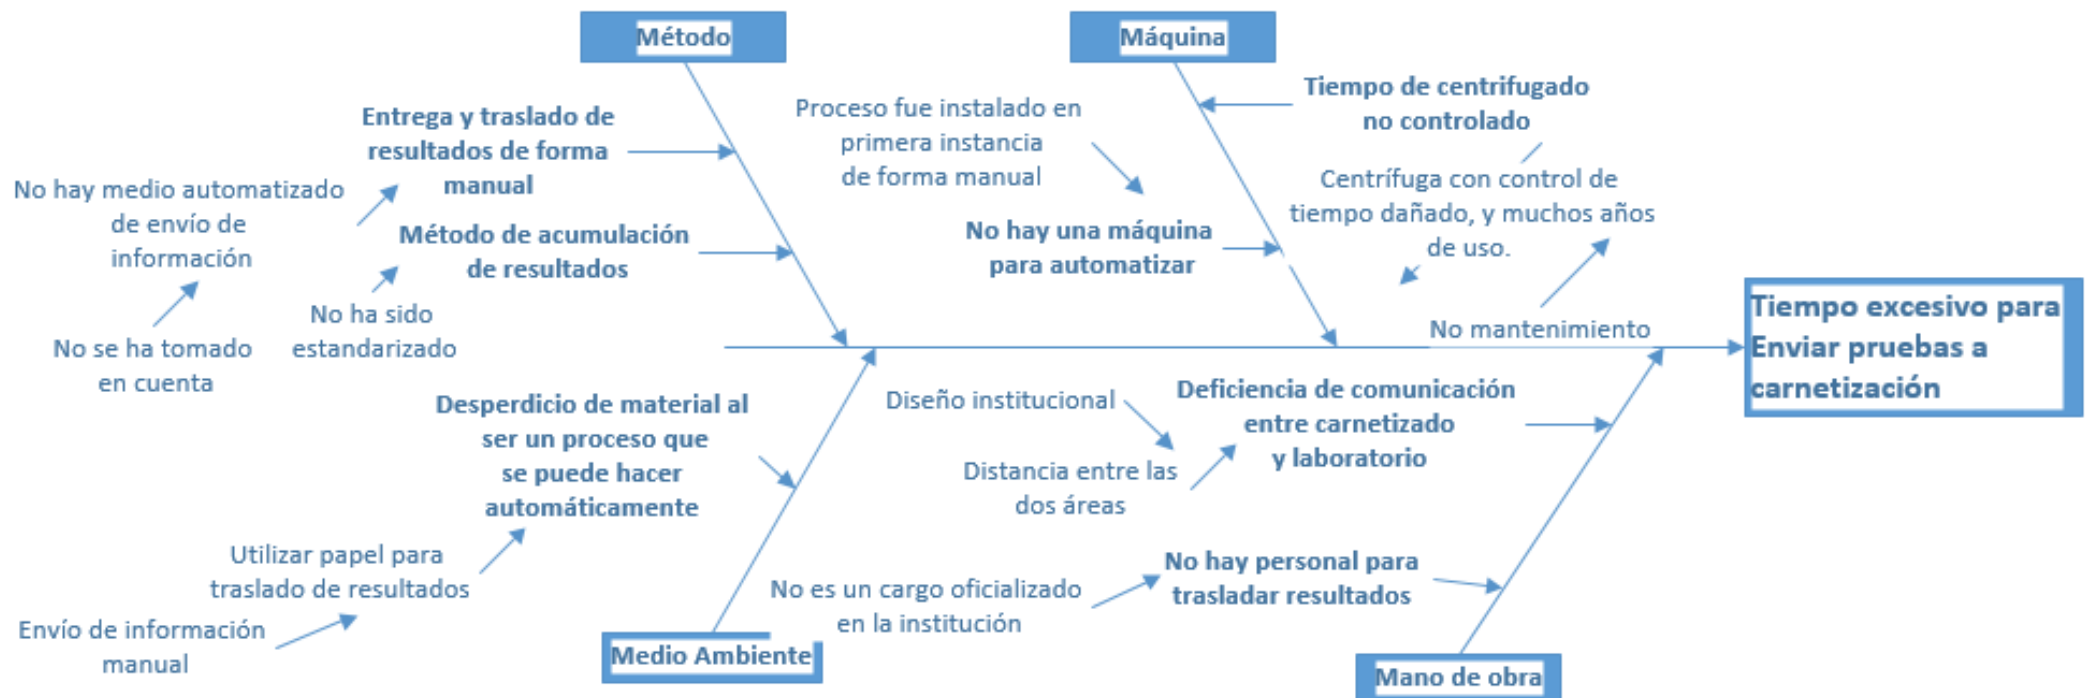 Método
Máquina
Entrega y traslado de
resultados de forma
manual
No hay medio automatizado
de envío de
información
No se ha tomado
en cuenta
Método de acumulación
de resultados
No ha sido
estandarizado
Proceso fue instalado en
primera instancia
de forma manual
No hay una máquina
para automatizar
Tiempo de centrifugado
no controlado
Centrífuga con control de
tiempo dañado, y muchos años
de uso.
No mantenimiento
Tiempo excesivo para
Enviar pruebas a
carnetización
Desperdicio de material al
ser un proceso que
se puede hacer
automáticamente
Utilizar papel para
traslado de resultados
Envío de información
manual
Diseño institucional
Distancia entre las
dos áreas
Deficiencia de comunicación
entre carnetizado
y laboratorio
No hay personal para
trasladar resultados
No es un cargo oficializado
en la institución
Medio Ambiente
Mano de obra